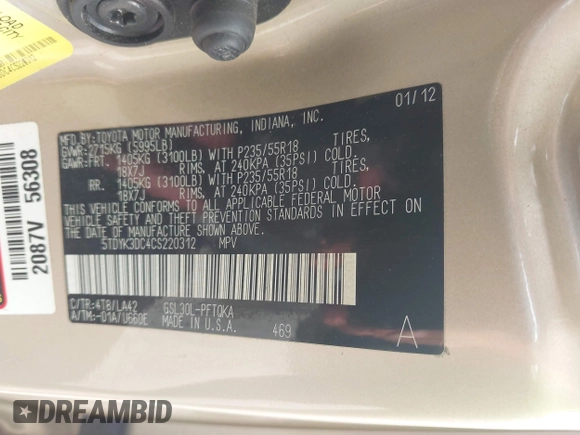 LOAD
2087V 56308
01/12
MFD.BY:TOYOTA MOTOR MANUFACTURING, INDIANA, INC.
GVWR:2715KG (5995LB)
GAWR:FRT. 1405KG (3100LB) WITH P235/55R18 TIRES,
18X7J RIMS, AT 240KPA (35PSI) COLD.
RR. 1405KG (3100LB) WITH P235/55R18 TIRES,
18X7J RIMS, AT 240KPA (35PSI) COLD.
THIS VEHICLE CONFORMS TO ALL APPLICABLE FEDERAL MOTOR
VEHICLE SAFETY AND THEFT PREVENTION STANDARDS IN EFFECT ON
THE DATE OF MANUFACTURE SHOWN ABOVE.
5TDYK3DC4CS220312 MPV
C/TR:4T8/LA42 GSL30L-PFTQKA
A/TM:-01A/U660E MADE IN U.S.A. 469
A
DREAMBID